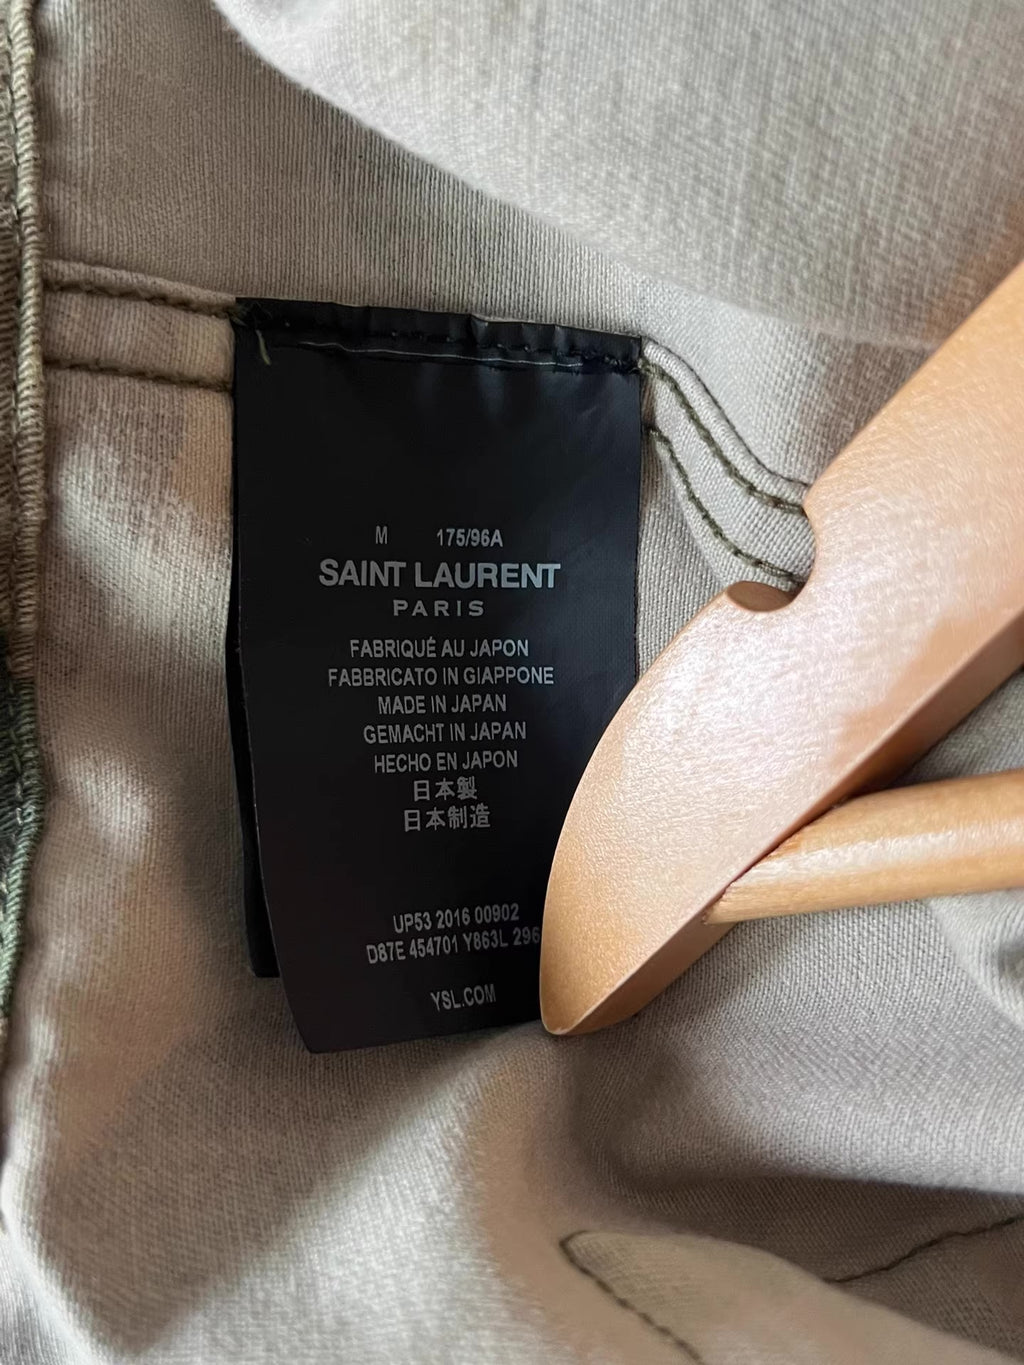 M 175/96A
SAINT LAURENT
PARIS
FABRIQUÉ AU JAPON
FABBRICATO IN GIAPPONE
MADE IN JAPAN
GEMACHT IN JAPAN
HECHO EN JAPON
日本製
日本制造
UP53 2016 00902
D87E 454701 Y863L 296
YSL.COM